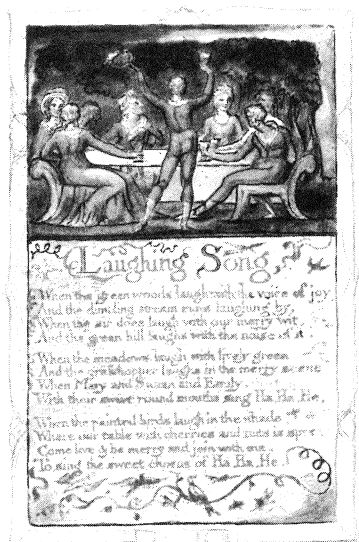 Laughing Song,
When the green woods laugh with the voice of joy
And the dimpling stream runs laughing by,
When the air does laugh with our merry wit,
And the green hill laughs with the noise of it.
When the meadows laugh with lively green
And the grasshopper laughs in the merry scene
When Mary and Susan and Emily,
With their sweet round mouths sing Ha, Ha, He,
When the painted birds laugh in the shade
Where our table with cherries and nuts is spread
Come live & be merry and join with me,
To sing the sweet chorus of Ha, Ha, He.